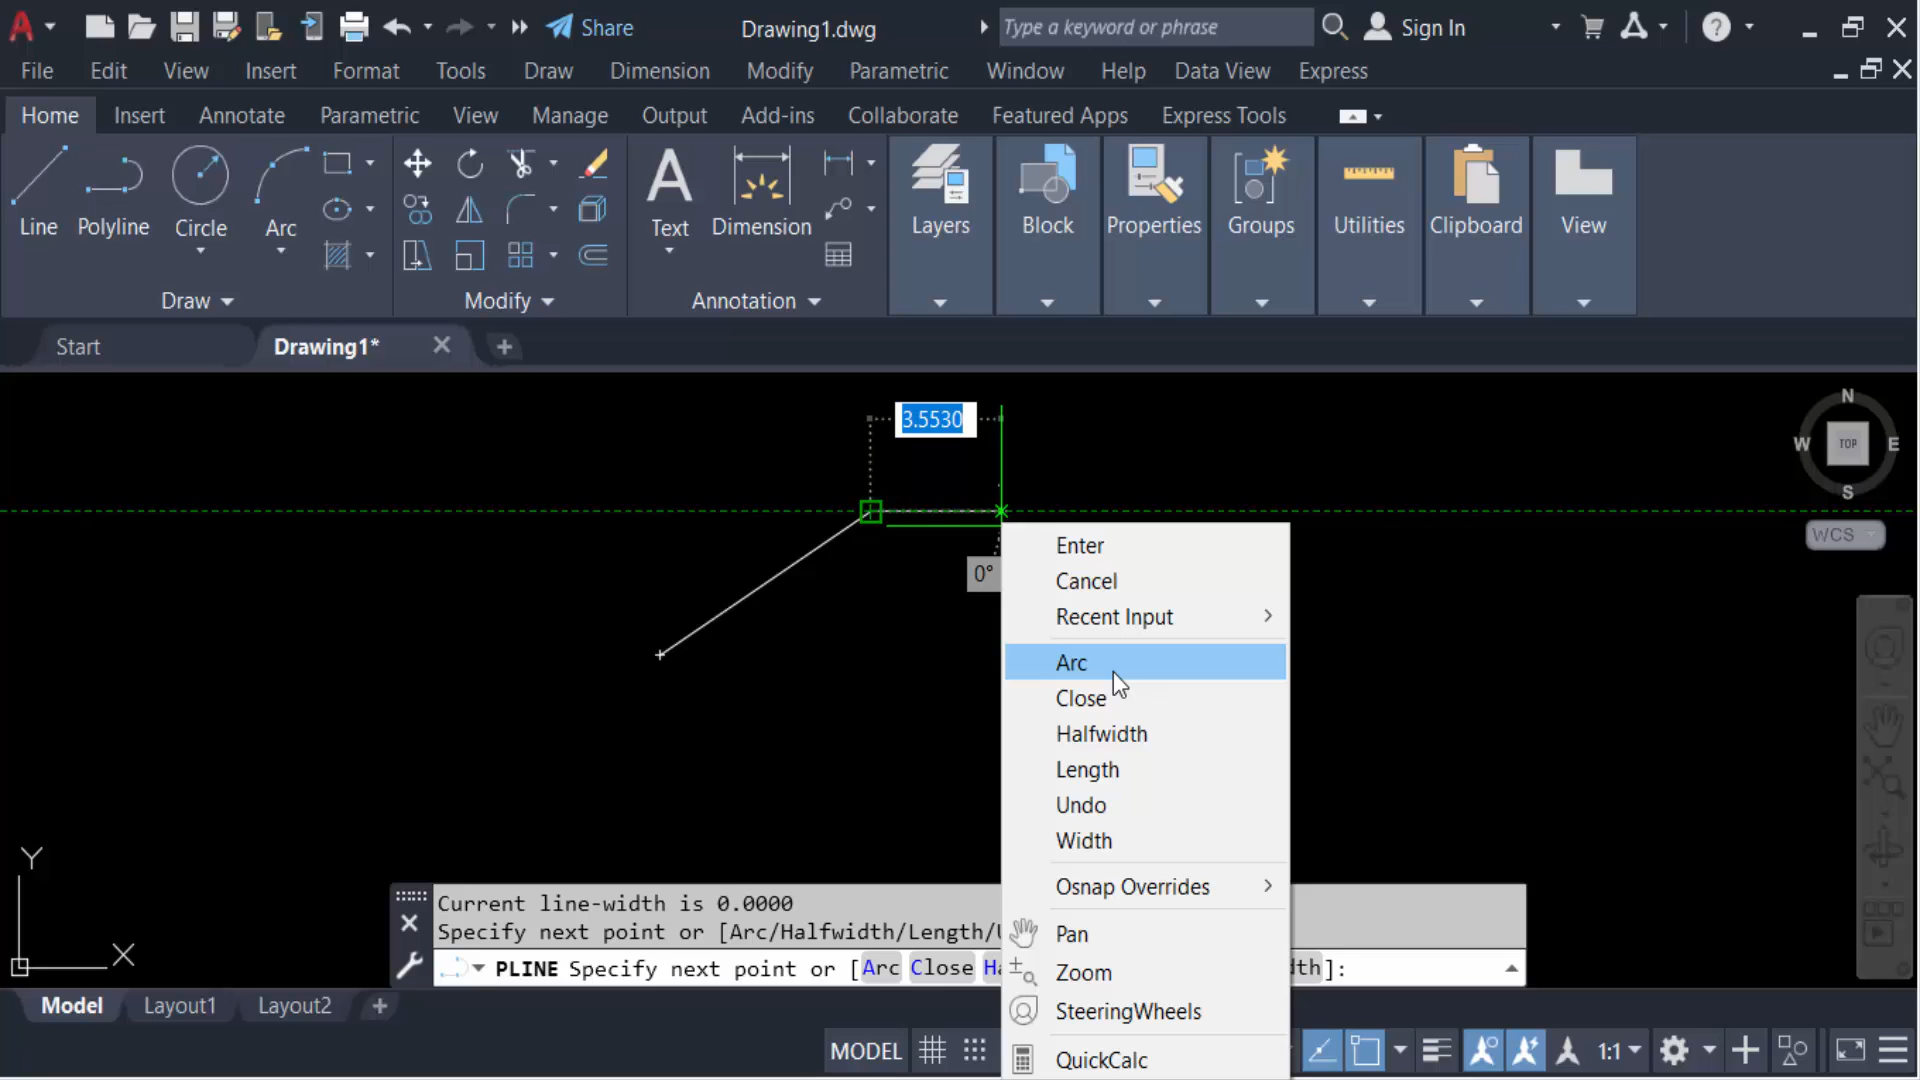 Share
Drawing1.dwg
Type a keyword or phrase
Sign In
File Edit View Insert Format Tools Draw Dimension Modify Parametric Window Help Data View Express
Home Insert Annotate Parametric View Manage Output Add-ins Collaborate Featured Apps Express Tools
Line Polyline Circle Arc Text Dimension Layers Block Properties Groups Utilities Clipboard View
Draw Modify Annotation
Start Drawing1*
3.5530
N
W TOP E
S
WCS
0°
Enter
Cancel
Recent Input
Arc
Close
Halfwidth
Length
Undo
Width
Osnap Overrides
Pan
Zoom
SteeringWheels
QuickCalc
Y
X
Current line-width is 0.0000
Specify next point or [Arc/Halfwidth/Length/
PLINE Specify next point or [Arc Close Ha th]:
Model Layout1 Layout2
MODEL 1:1